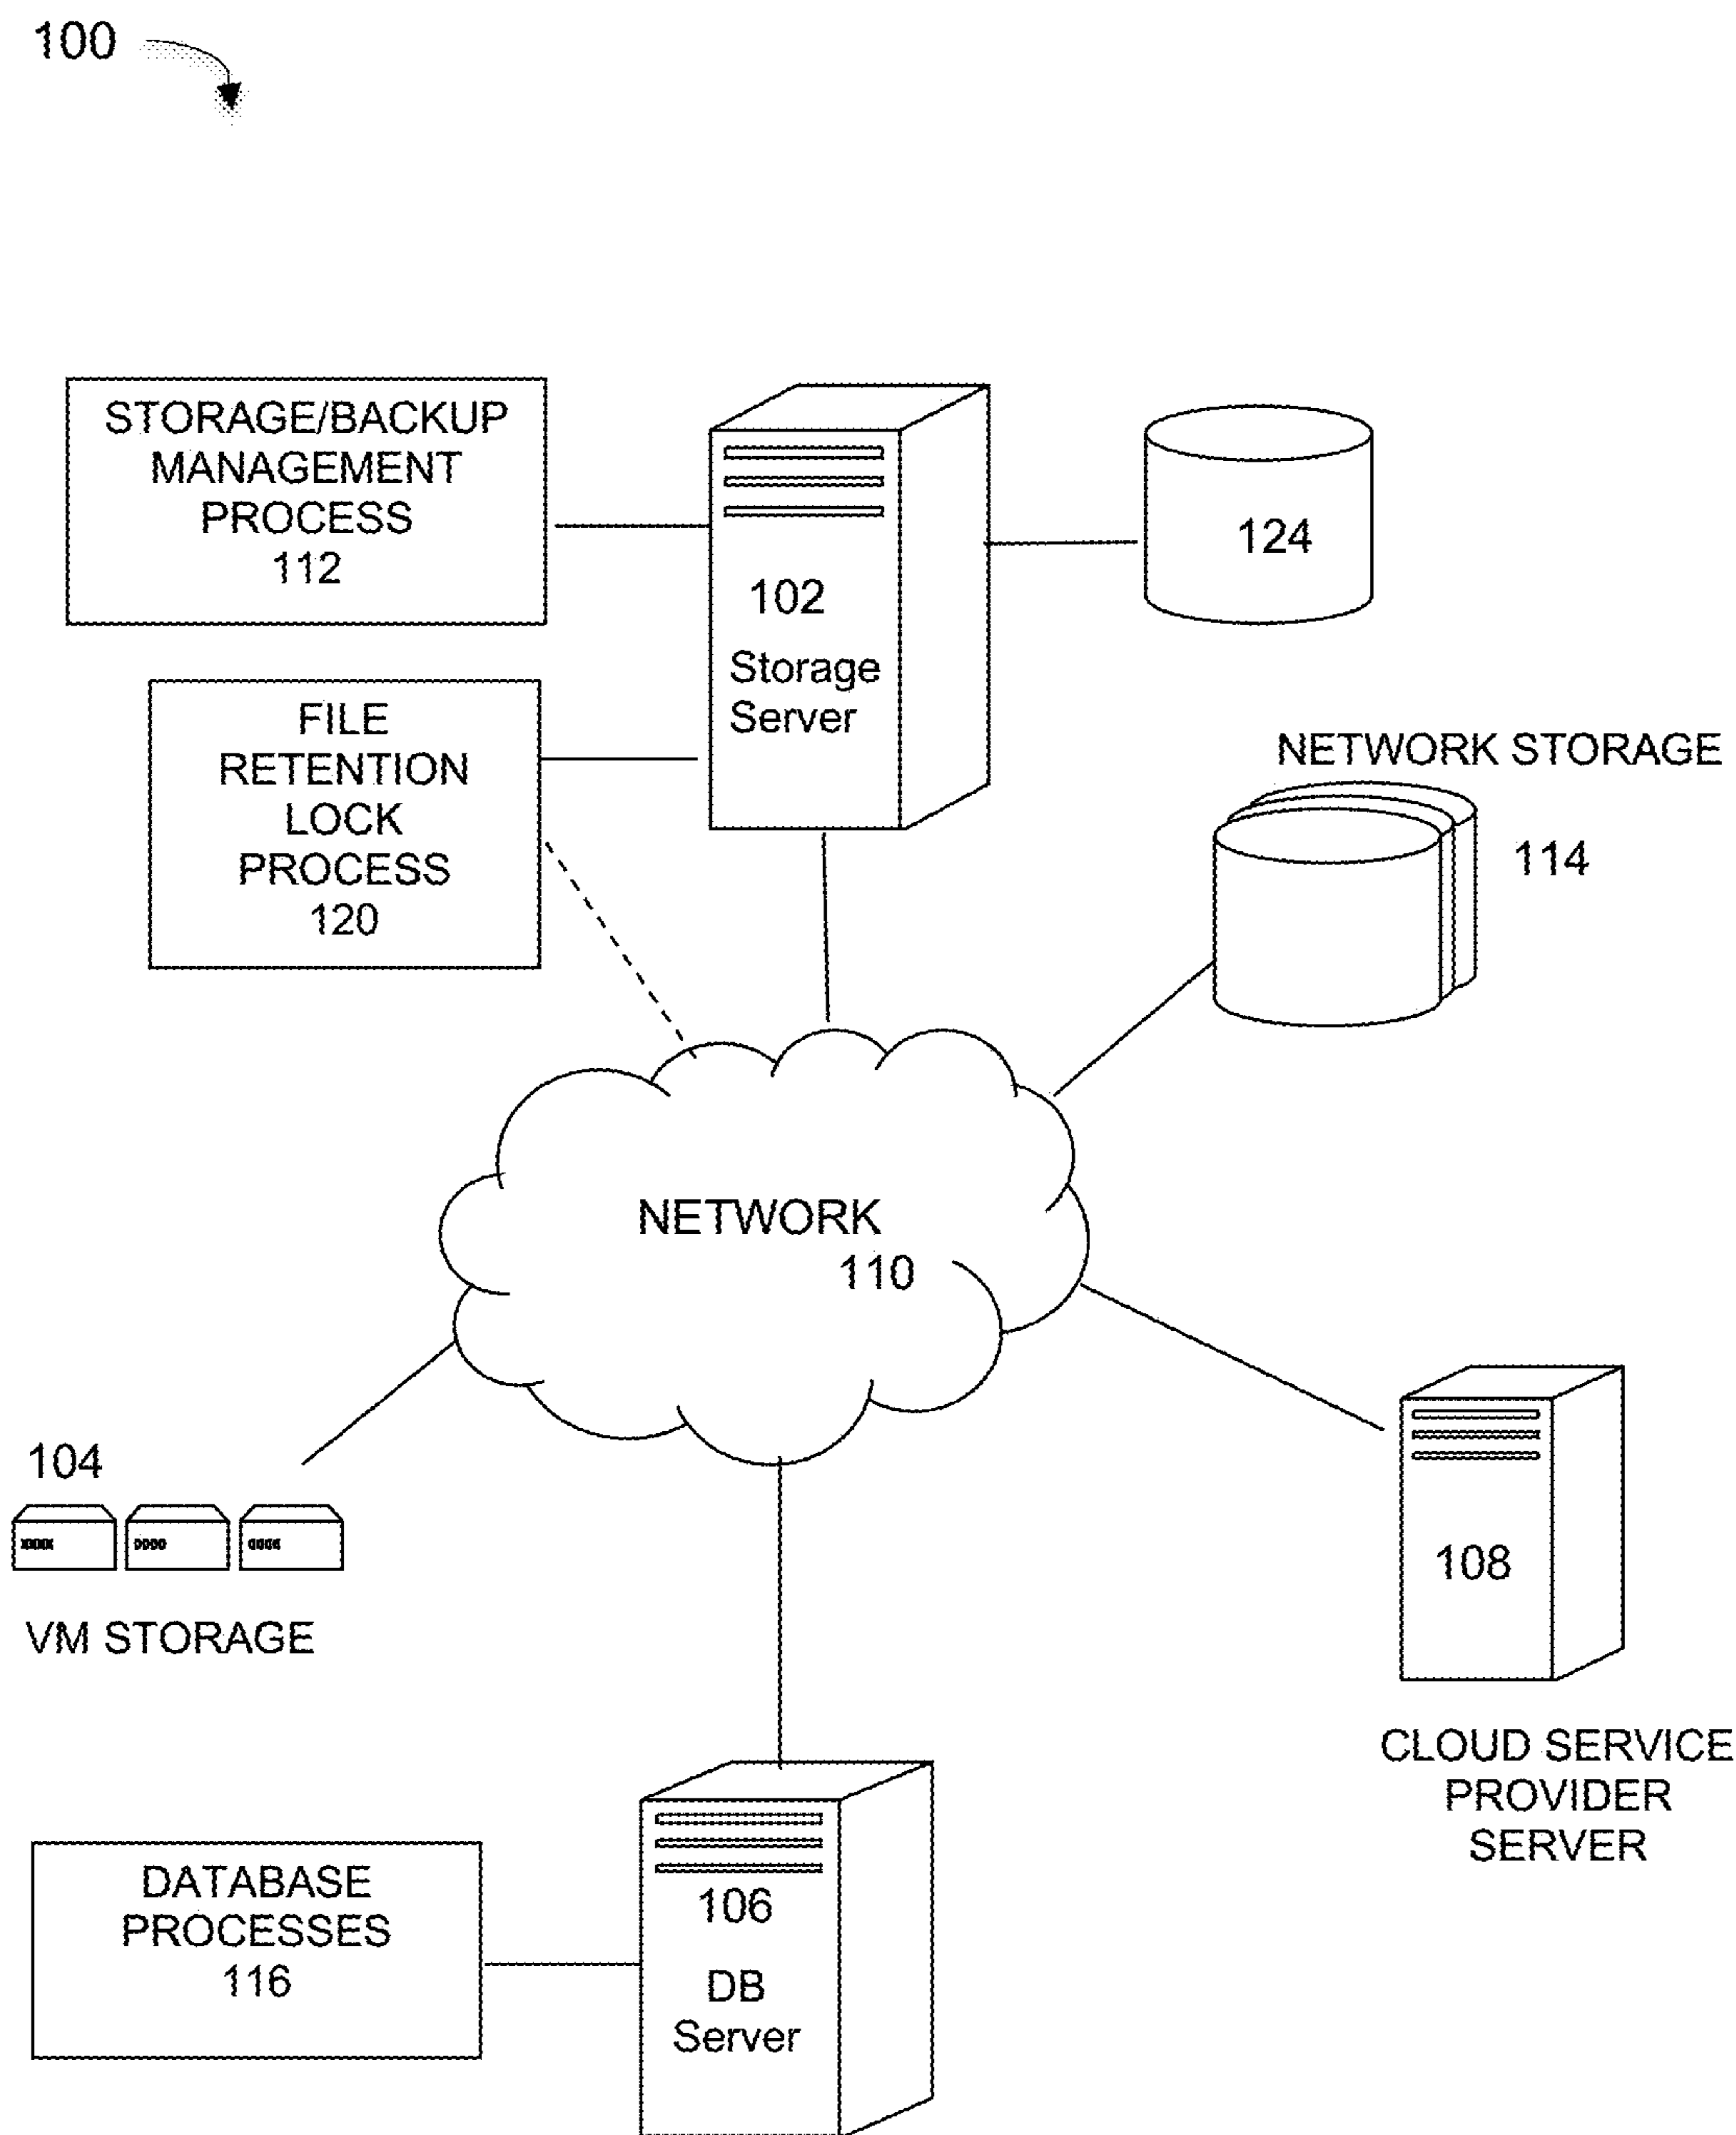 100
STORAGE/BACKUP
MANAGEMENT
PROCESS
112
102
Storage
Server
124
FILE
RETENTION
LOCK
PROCESS
120
NETWORK STORAGE
114
NETWORK
110
104
VM STORAGE
108
CLOUD SERVICE
PROVIDER
SERVER
DATABASE
PROCESSES
116
106
DB
Server